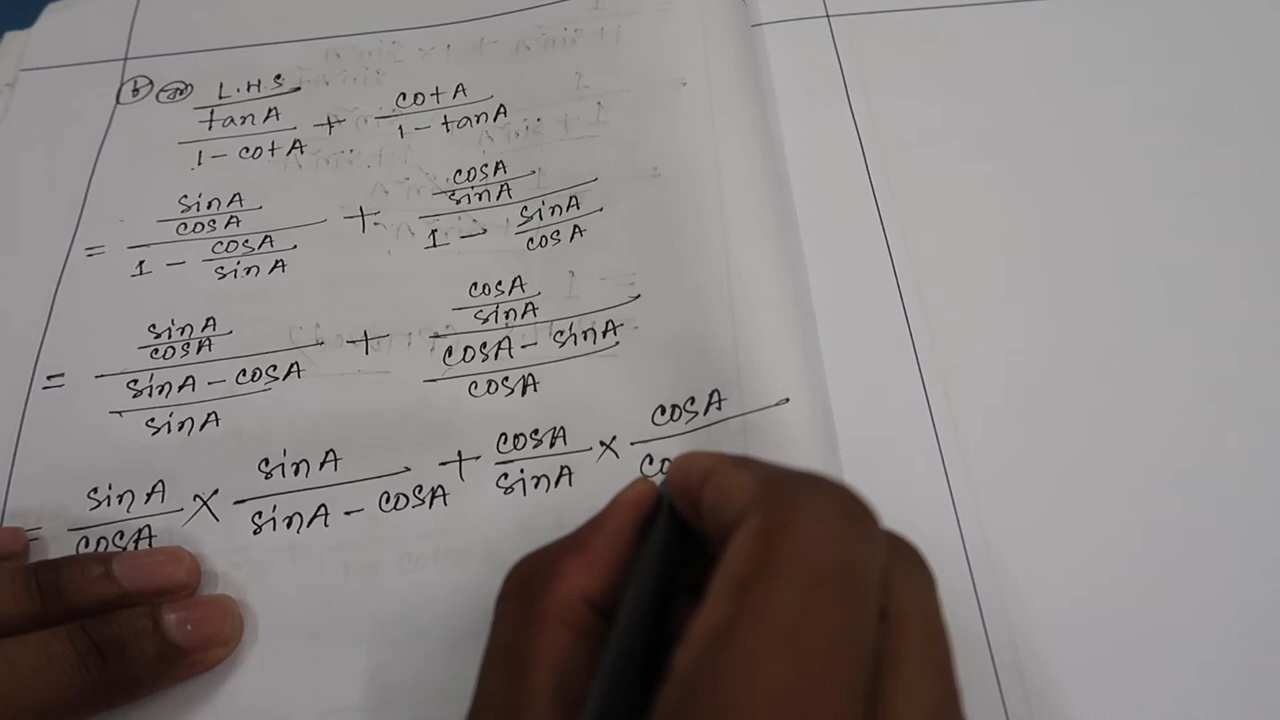 L.H.S
tanA / 1 - cotA + cotA / 1 - tanA
= sinA/cosA / 1 - cosA/sinA + cosA/sinA / 1 - sinA/cosA
= sinA/cosA / sinA - cosA/sinA + cosA/sinA / cosA - sinA/cosA
= sinA/cosA × sinA/sinA - cosA + cosA/sinA × cosA/co